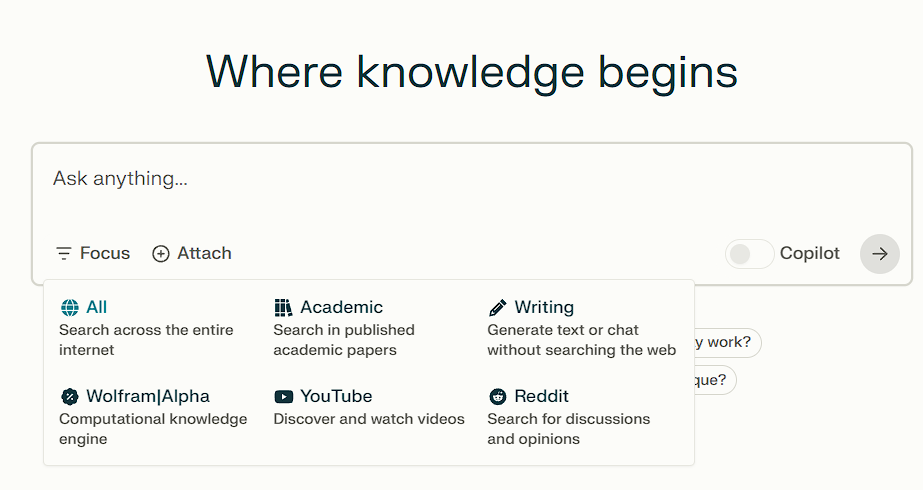 Where knowledge begins
Ask anything...
Focus
Attach
Copilot
All
Search across the entire
internet
Academic
Search in published
academic papers
Writing
Generate text or chat
without searching the web
Wolfram|Alpha
Computational knowledge
engine
YouTube
Discover and watch videos
Reddit
Search for discussions
and opinions
work?